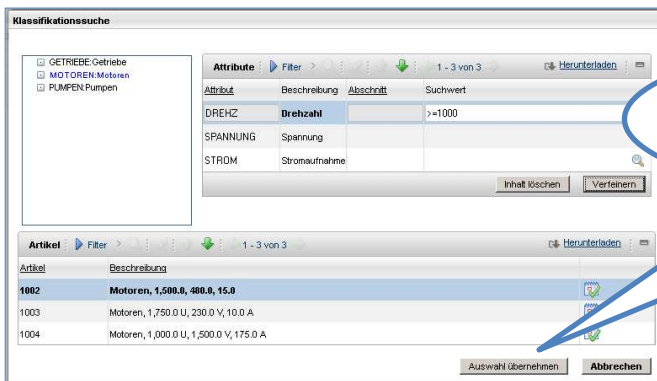 Klassifikationssuche
GETRIEBE:Getriebe
MOTOREN:Motoren
PUMPEN:Pumpen
Attribute Filter 1 - 3 von 3 Herunterladen
Attribut Beschreibung Abschnitt Suchwert
DREHZ Drehzahl >=1000
SPANNUNG Spannung
STROM Stromaufnahme
Inhalt löschen Verfeinern
Artikel Filter 1 - 3 von 3 Herunterladen
Artikel Beschreibung
1002 Motoren, 1,500.0, 480.0, 15.0
1003 Motoren, 1,750.0 U, 230.0 V, 10.0 A
1004 Motoren, 1,000.0 U, 1,500.0 V, 175.0 A
Auswahl übernehmen Abbrechen